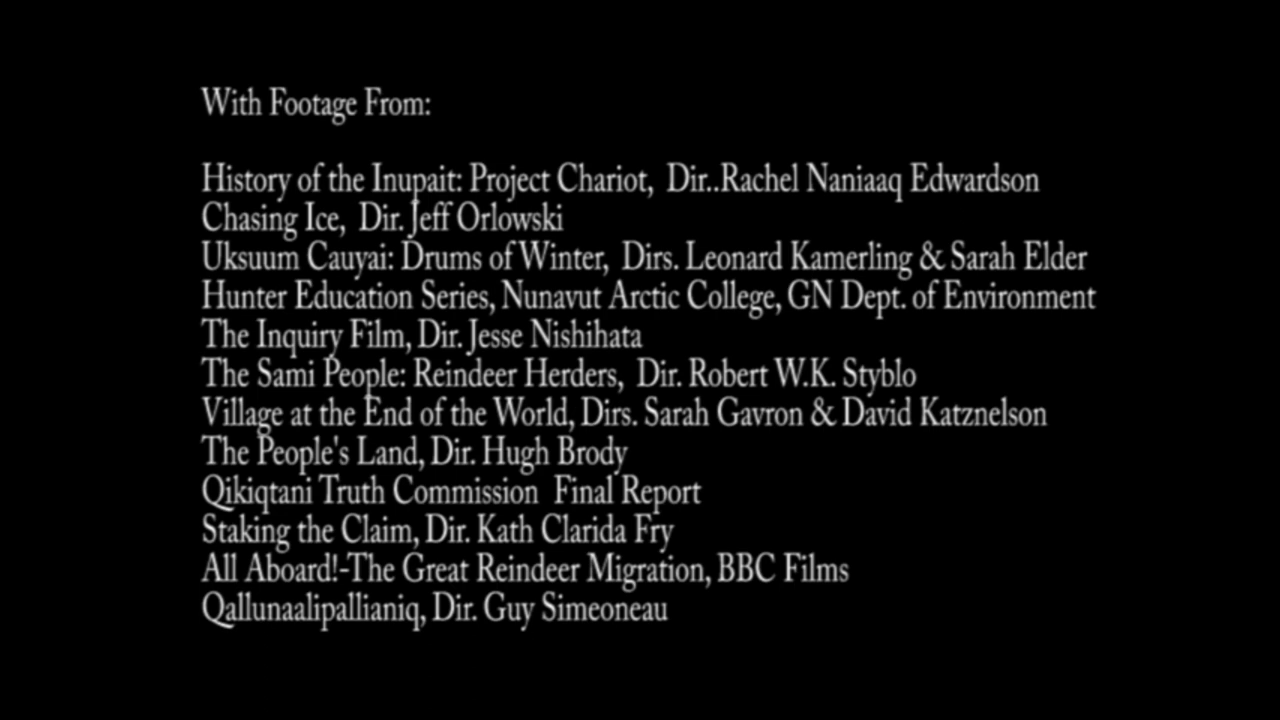 With Footage From:
History of the Inupait: Project Chariot, Dir..Rachel Naniaaq Edwardson
Chasing Ice, Dir. Jeff Orlowski
Uksuum Cauyai: Drums of Winter, Dirs. Leonard Kamerling & Sarah Elder
Hunter Education Series, Nunavut Arctic College, GN Dept. of Environment
The Inquiry Film, Dir. Jesse Nishihata
The Sami People: Reindeer Herders, Dir. Robert W.K. Styblo
Village at the End of the World, Dirs. Sarah Gavron & David Katznelson
The People's Land, Dir. Hugh Brody
Qikiqtani Truth Commission Final Report
Staking the Claim, Dir. Kath Clarida Fry
All Aboard!-The Great Reindeer Migration, BBC Films
Qallunaalipallianiq, Dir. Guy Simeoneau